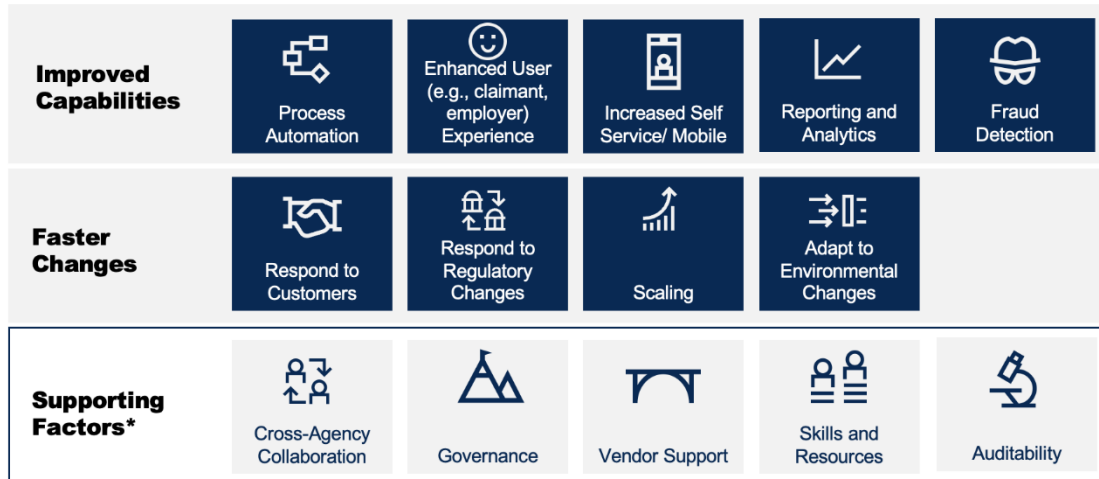 Improved
Capabilities
Process
Automation
Enhanced User
(e.g., claimant,
employer)
Experience
Increased Self
Service/ Mobile
Reporting and
Analytics
Fraud
Detection
Faster
Changes
Respond to
Customers
Respond to
Regulatory
Changes
Scaling
Adapt to
Environmental
Changes
Supporting
Factors*
Cross-Agency
Collaboration
Governance
Vendor Support
Skills and
Resources
Auditability